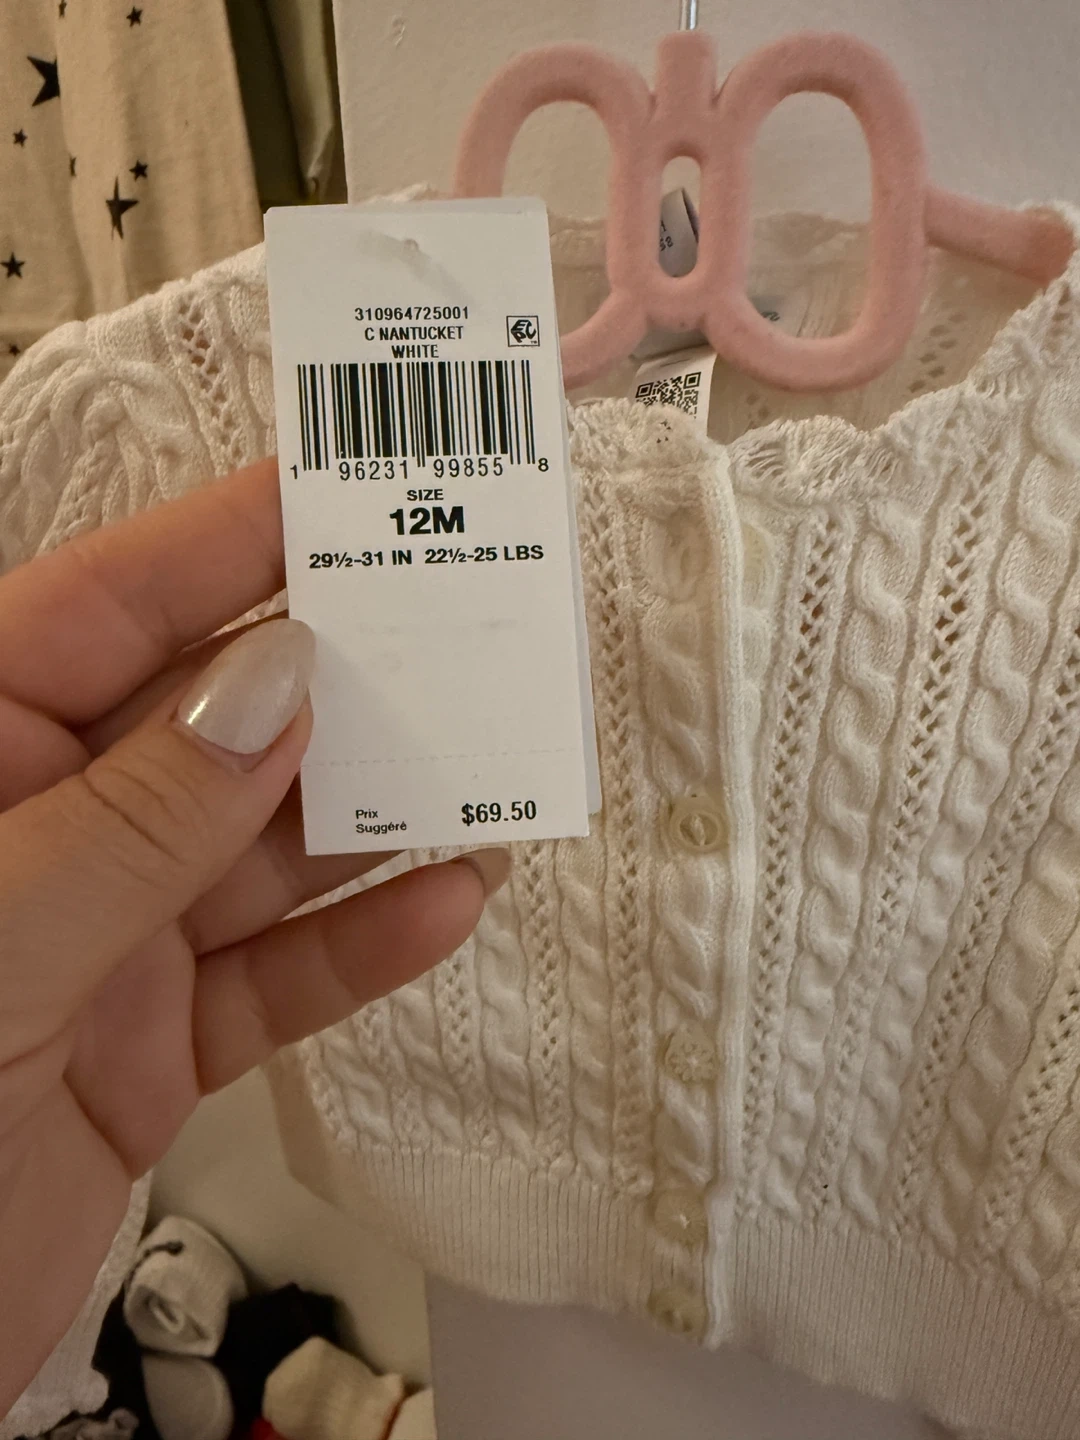 310964725001
C NANTUCKET
WHITE
1 96231 99855 8
SIZE
12M
29½-31 IN 22½-25 LBS
Prix
Suggéré $69.50